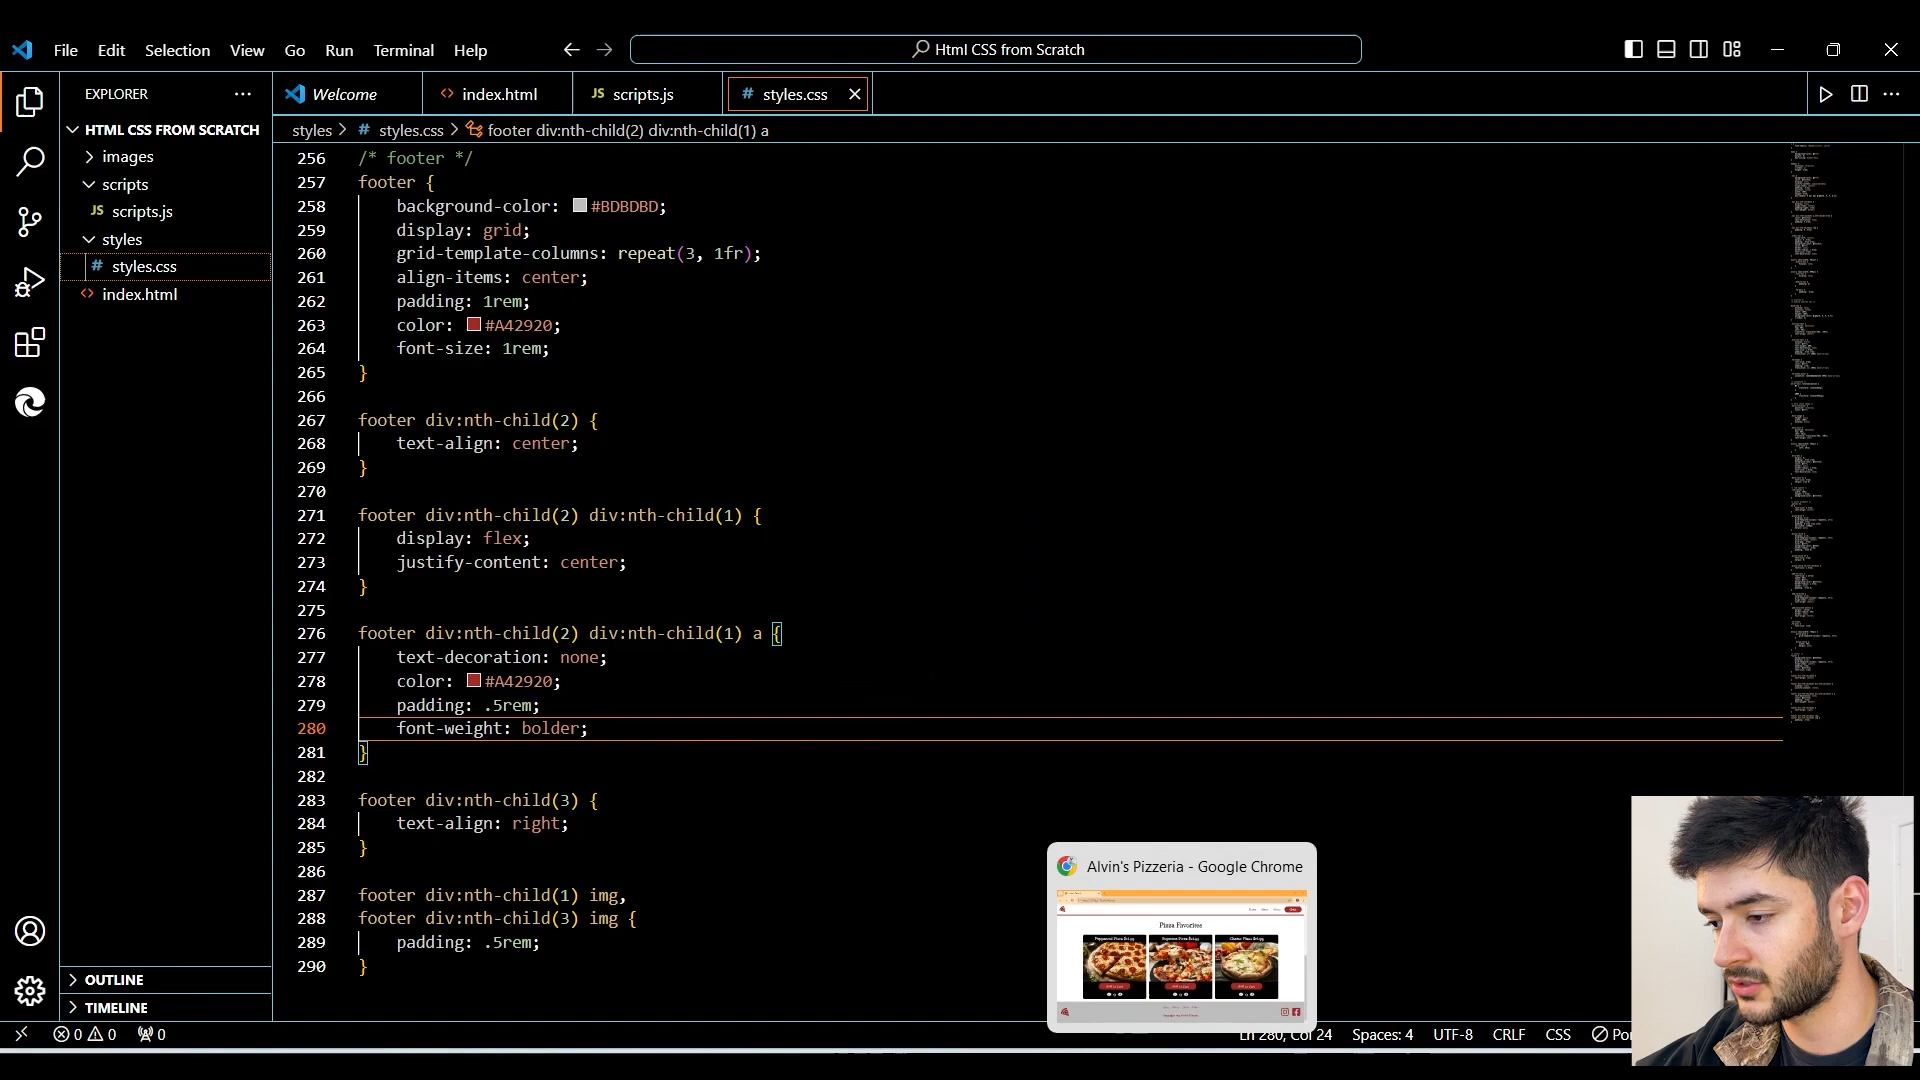 File Edit Selection View Go Run Terminal Help
Html CSS from Scratch
EXPLORER
HTML CSS FROM SCRATCH
images
scripts
JS scripts.js
styles
# styles.css
<> index.html
OUTLINE
TIMELINE
Welcome
<> index.html
JS scripts.js
# styles.css
styles > # styles.css > footer div:nth-child(2) div:nth-child(1) a
256 /* footer */
257 footer {
258 background-color: #BDBDBD;
259 display: grid;
260 grid-template-columns: repeat(3, 1fr);
261 align-items: center;
262 padding: 1rem;
263 color: #A42920;
264 font-size: 1rem;
265 }
266
267 footer div:nth-child(2) {
268 text-align: center;
269 }
270
271 footer div:nth-child(2) div:nth-child(1) {
272 display: flex;
273 justify-content: center;
274 }
275
276 footer div:nth-child(2) div:nth-child(1) a {
277 text-decoration: none;
278 color: #A42920;
279 padding: .5rem;
280 font-weight: bolder;
281 }
282
283 footer div:nth-child(3) {
284 text-align: right;
285 }
286
287 footer div:nth-child(1) img,
288 footer div:nth-child(3) img {
289 padding: .5rem;
290 }
Alvin's Pizzeria - Google Chrome
Pizza Favorites
0 0 0
Ln 280, Col 24 Spaces: 4 UTF-8 CRLF CSS